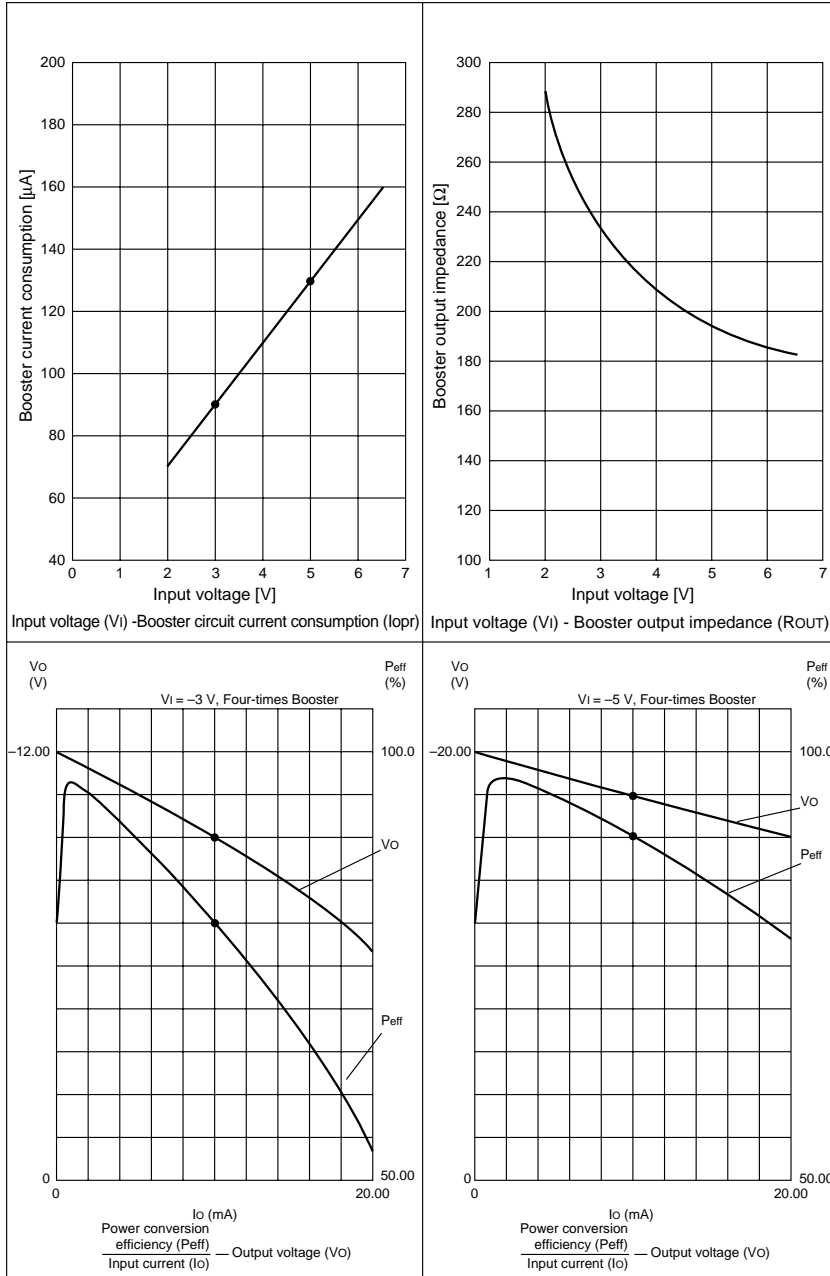 200
180
160
140
120
100
80
60
40
Booster current consumption [µA]
0 1 2 3 4 5 6 7
Input voltage [V]
Input voltage (VI) -Booster circuit current consumption (Iopr)
300
280
260
240
220
200
180
160
140
120
100
Booster output impedance [Ω]
1 2 3 4 5 6 7
Input voltage [V]
Input voltage (VI) - Booster output impedance (ROUT)
VO
(V)
Peff
(%)
VI = –3 V, Four-times Booster
–12.00
100.0
VO
Peff
0
50.00
0
20.00
IO (mA)
Power conversion
efficiency (Peff)
Input current (IO)
— Output voltage (VO)
VO
(V)
Peff
(%)
VI = –5 V, Four-times Booster
–20.00
100.0
VO
Peff
0
50.00
0
20.00
IO (mA)
Power conversion
efficiency (Peff)
Input current (IO)
— Output voltage (VO)